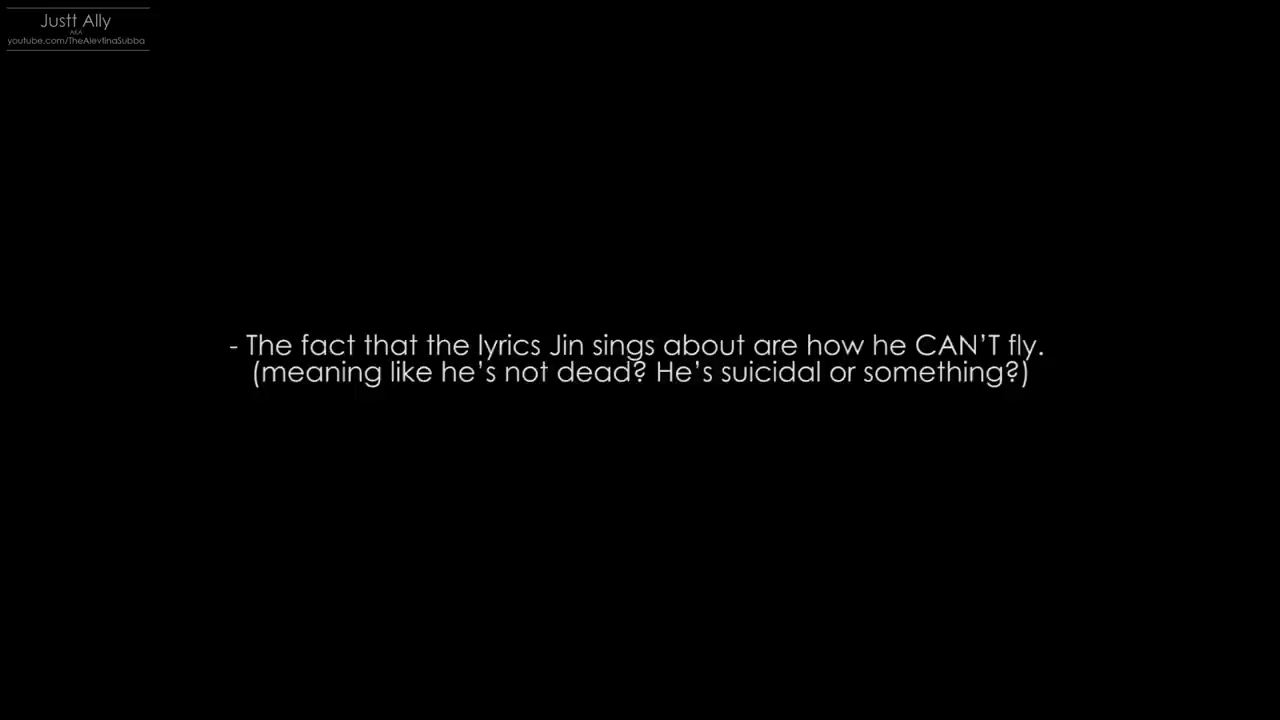 Justt Ally
AKA
youtube.com/TheAlevtinaSubba
- The fact that the lyrics Jin sings about are how he CAN’T fly.
(meaning like he’s not dead? He’s suicidal or something?)